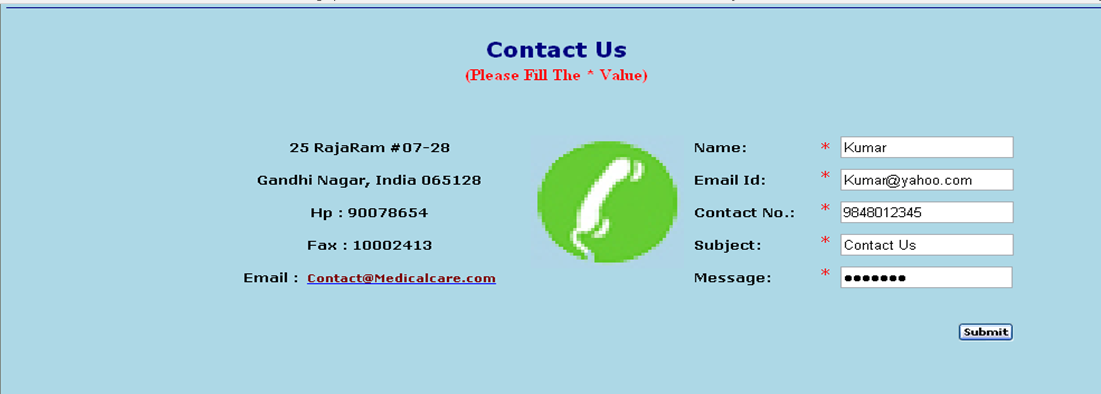 Contact Us
(Please Fill The * Value)
25 RajaRam #07-28
Gandhi Nagar, India 065128
Hp : 90078654
Fax : 10002413
Email : Contact@Medicalcare.com
Name: * Kumar
Email Id: * Kumar@yahoo.com
Contact No.: * 9848012345
Subject: * Contact Us
Message: * ●●●●●●●
Submit